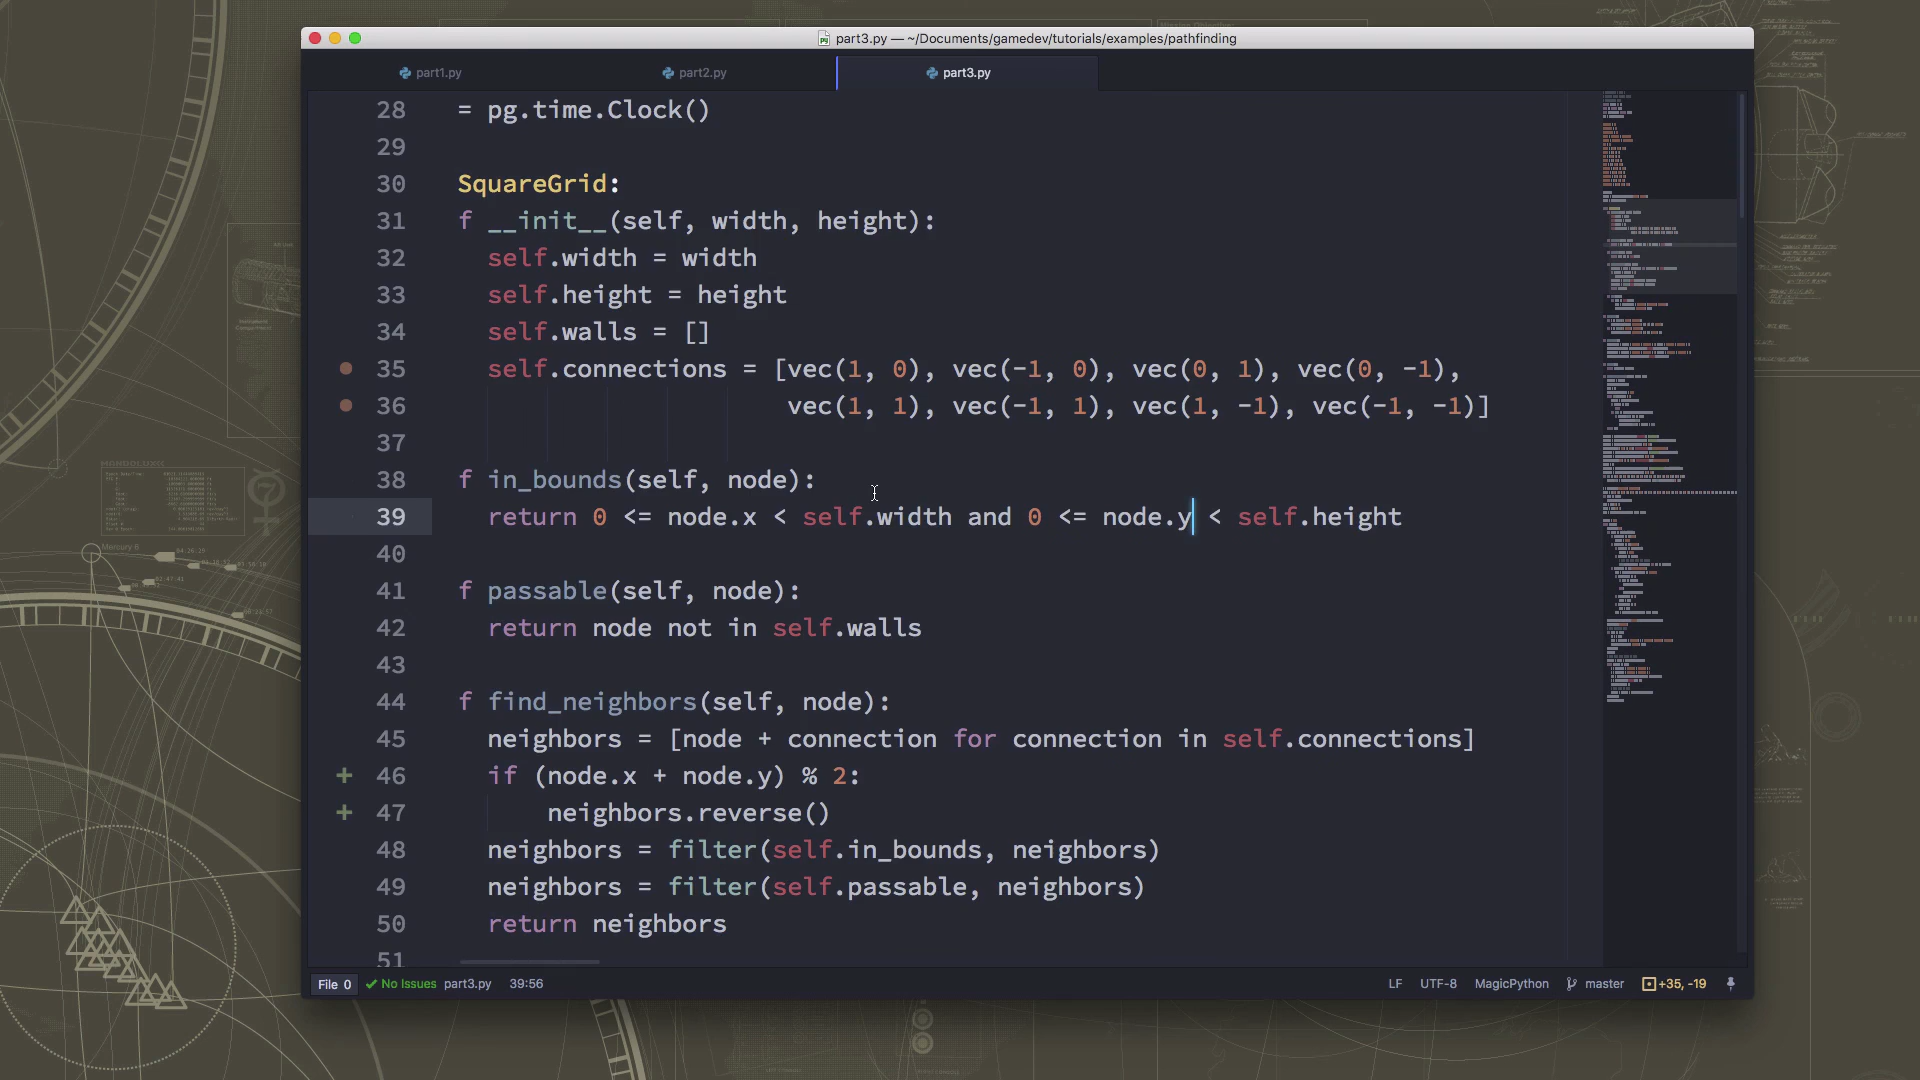 part3.py — ~/Documents/gamedev/tutorials/examples/pathfinding
part1.py part2.py part3.py
28 = pg.time.Clock()
29
30 SquareGrid:
31 f __init__(self, width, height):
32 self.width = width
33 self.height = height
34 self.walls = []
35 self.connections = [vec(1, 0), vec(-1, 0), vec(0, 1), vec(0, -1),
36 vec(1, 1), vec(-1, 1), vec(1, -1), vec(-1, -1)]
37
38 f in_bounds(self, node):
39 return 0 <= node.x < self.width and 0 <= node.y < self.height
40
41 f passable(self, node):
42 return node not in self.walls
43
44 f find_neighbors(self, node):
45 neighbors = [node + connection for connection in self.connections]
46 if (node.x + node.y) % 2:
47 neighbors.reverse()
48 neighbors = filter(self.in_bounds, neighbors)
49 neighbors = filter(self.passable, neighbors)
50 return neighbors
51
File 0 No Issues part3.py 39:56 LF UTF-8 MagicPython master +35, -19